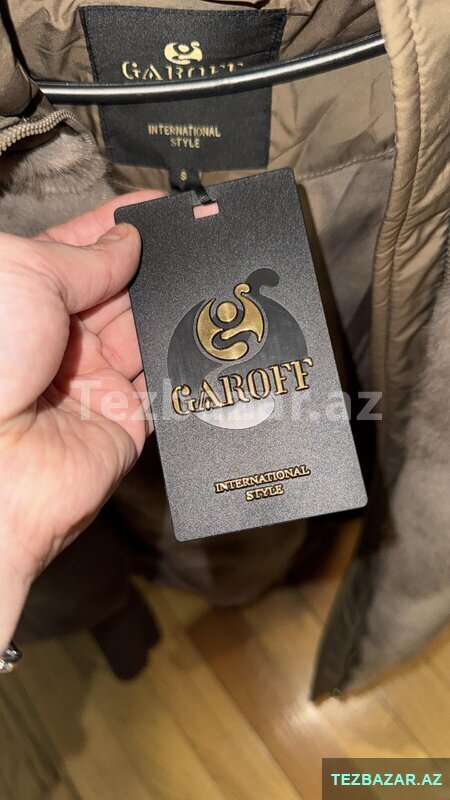 GAROFF
INTERNATIONAL
STYLE
S
GAROFF
INTERNATIONAL
STYLE
Tezbazar.az
TEZBAZAR.AZ